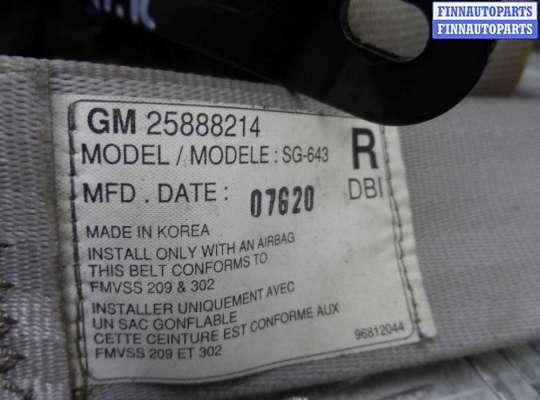 FINNAUTOPARTS
FINNAUTOPARTS
GM 25888214
MODEL / MODELE : SG-643 R
MFD . DATE : 07620 DBI
MADE IN KOREA
INSTALL ONLY WITH AN AIRBAG
THIS BELT CONFORMS TO
FMVSS 209 & 302
INSTALLER UNIQUEMENT AVEC
UN SAC GONFLABLE
CETTE CEINTURE EST CONFORME AUX
FMVSS 209 ET 302
96812044